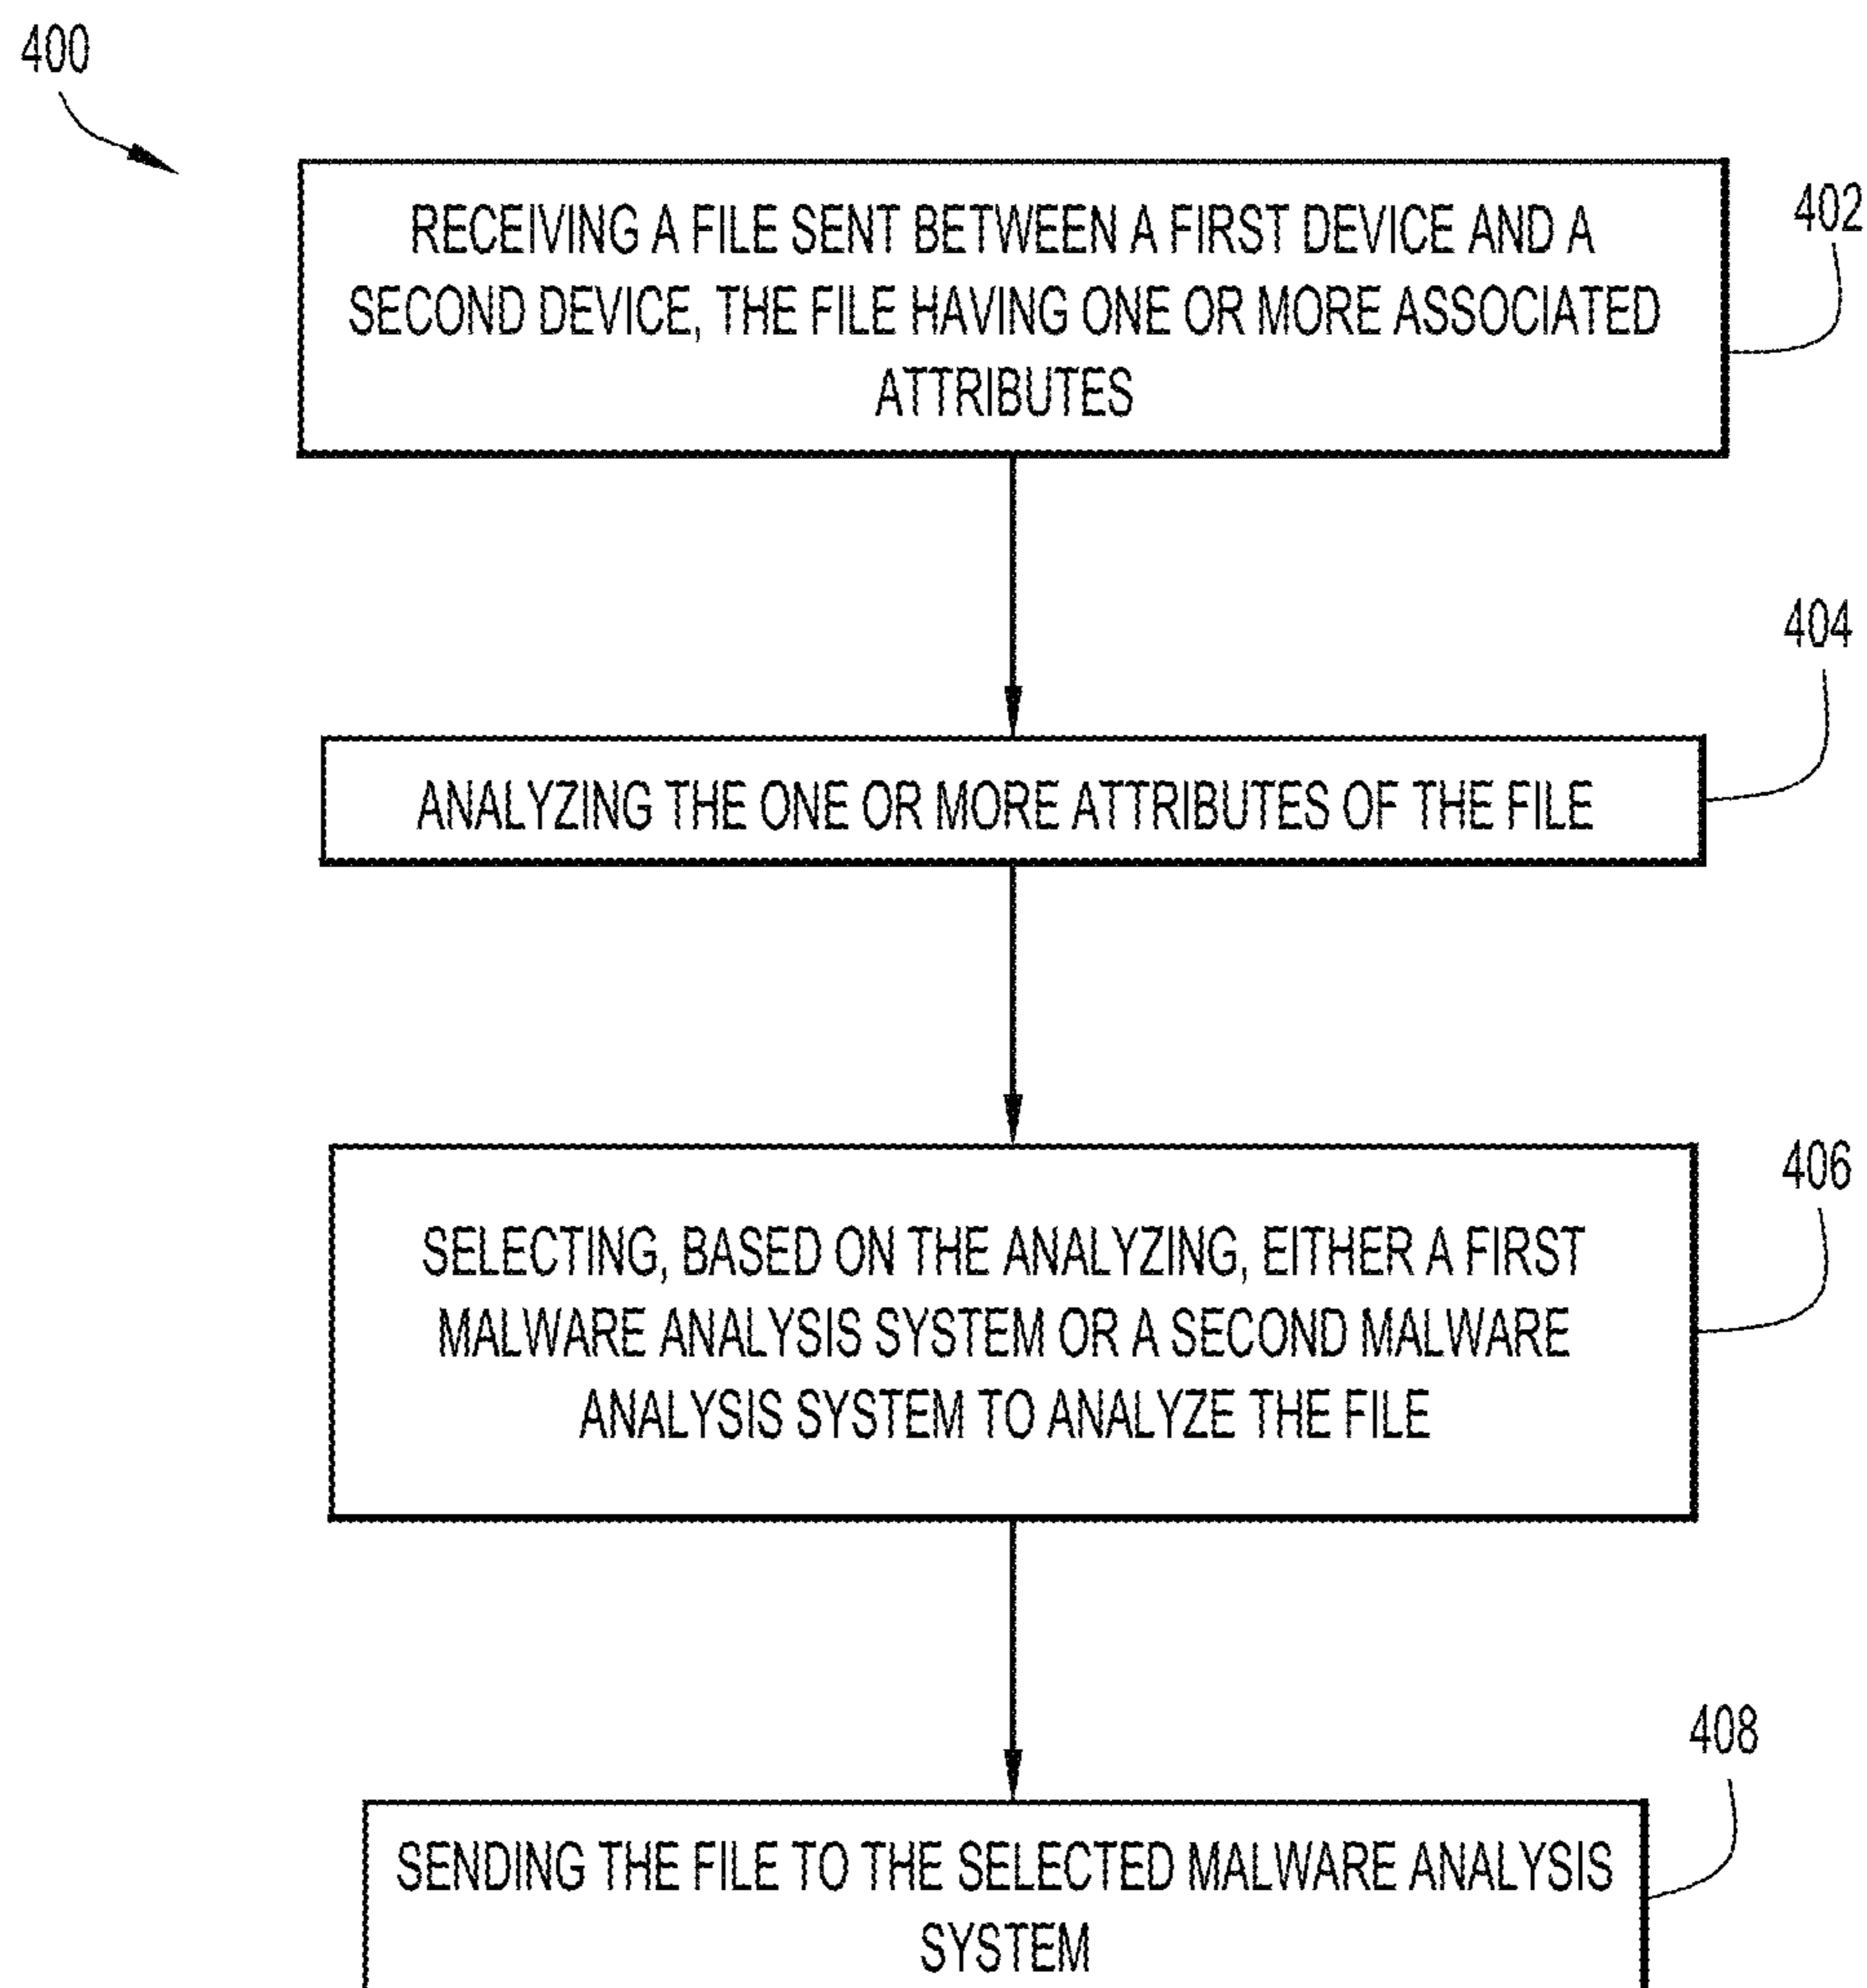 400
RECEIVING A FILE SENT BETWEEN A FIRST DEVICE AND A
SECOND DEVICE, THE FILE HAVING ONE OR MORE ASSOCIATED
ATTRIBUTES
402
404
ANALYZING THE ONE OR MORE ATTRIBUTES OF THE FILE
406
SELECTING, BASED ON THE ANALYZING, EITHER A FIRST
MALWARE ANALYSIS SYSTEM OR A SECOND MALWARE
ANALYSIS SYSTEM TO ANALYZE THE FILE
408
SENDING THE FILE TO THE SELECTED MALWARE ANALYSIS
SYSTEM